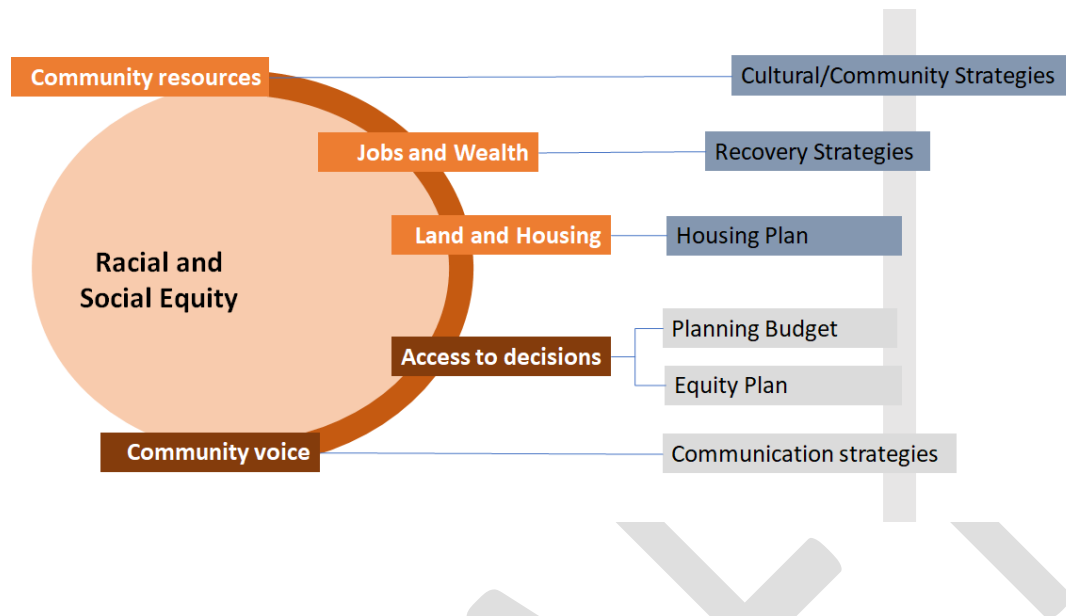 Community resources
Cultural/Community Strategies
Jobs and Wealth
Recovery Strategies
Land and Housing
Housing Plan
Racial and
Social Equity
Planning Budget
Access to decisions
Equity Plan
Community voice
Communication strategies